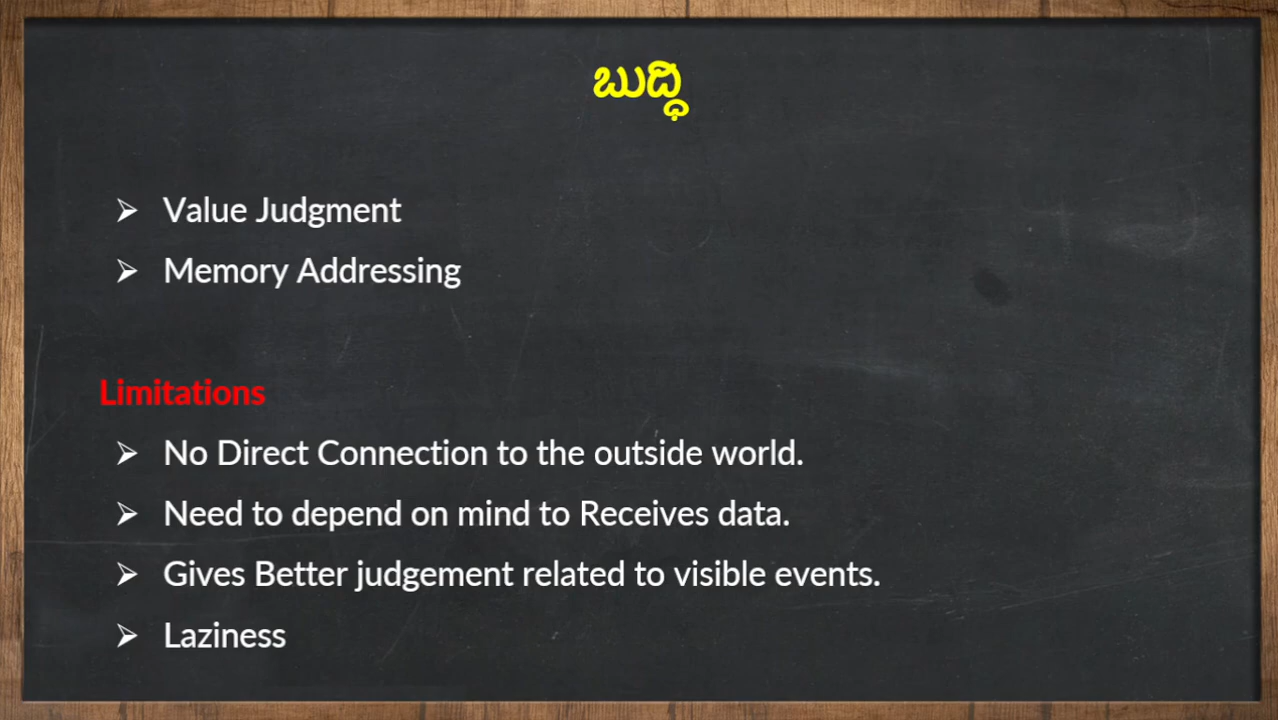 ಬುದ್ಧಿ
➢ Value Judgment
➢ Memory Addressing
Limitations
➢ No Direct Connection to the outside world.
➢ Need to depend on mind to Receives data.
➢ Gives Better judgement related to visible events.
➢ Laziness